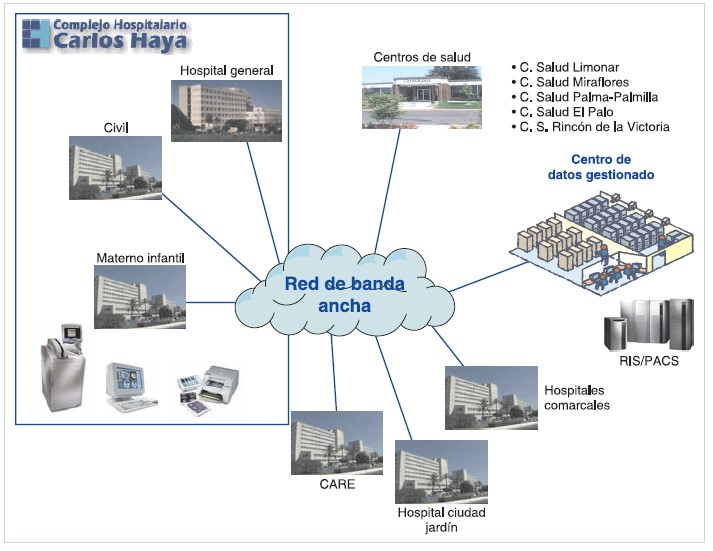 Complejo Hospitalario
Carlos Haya
Hospital general
Civil
Materno infantil
Centros de salud
• C. Salud Limonar
• C. Salud Miraflores
• C. Salud Palma-Palmilla
• C. Salud El Palo
• C. S. Rincón de la Victoria
Centro de
datos gestionado
Red de banda
ancha
RIS/PACS
Hospitales
comarcales
CARE
Hospital ciudad
jardín